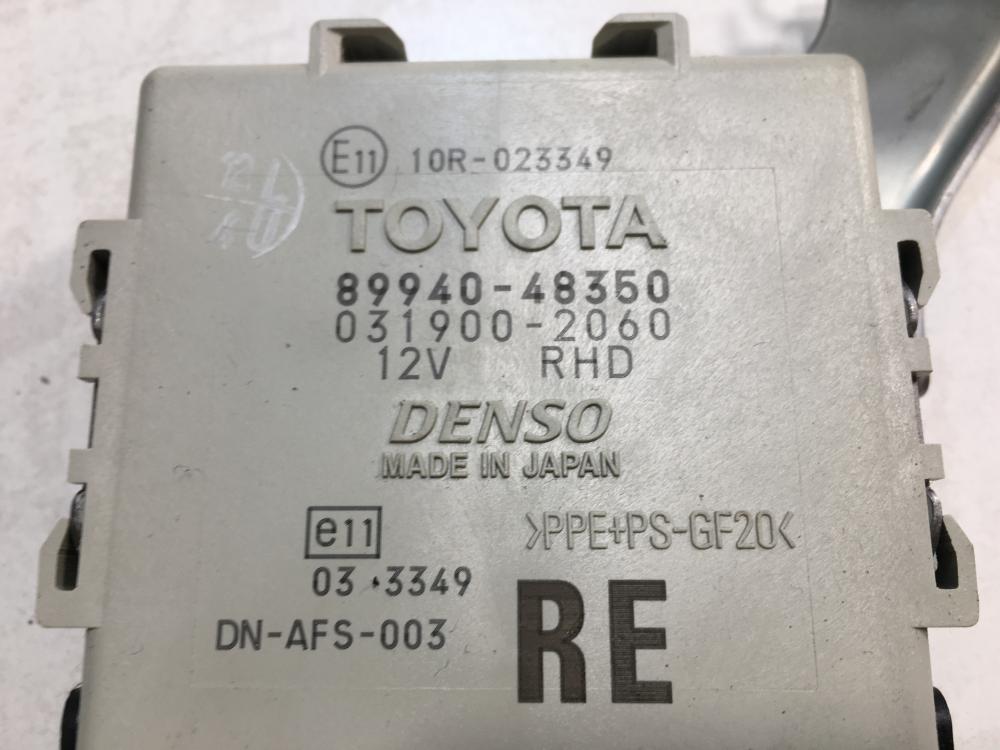 E11 10R-023349
TOYOTA
89940-48350
031900-2060
12V RHD
DENSO
MADE IN JAPAN
e11
>PPE+PS-GF20<
03 3349
DN-AFS-003
RE